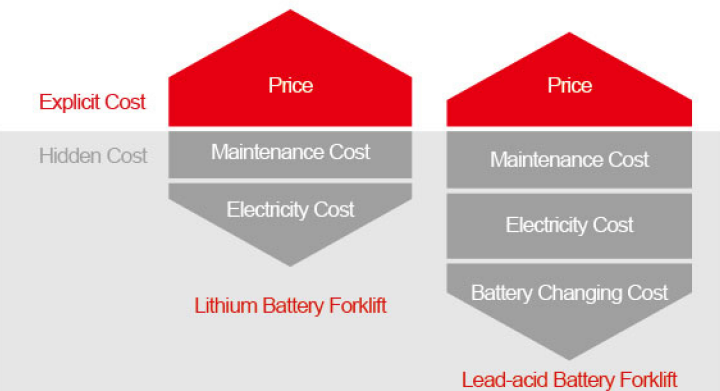 Price
Price
Explicit Cost
Hidden Cost
Maintenance Cost
Maintenance Cost
Electricity Cost
Electricity Cost
Battery Changing Cost
Lithium Battery Forklift
Lead-acid Battery Forklift